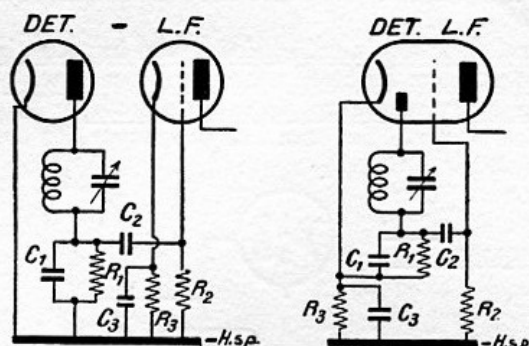 DET. - L.F.
DET. L.F.
C₂
C₁
R₁
R₂
C₃
R₃
-H.sp.
C₁
R₁
C₂
R₃
C₃
R₂
-H.sp.